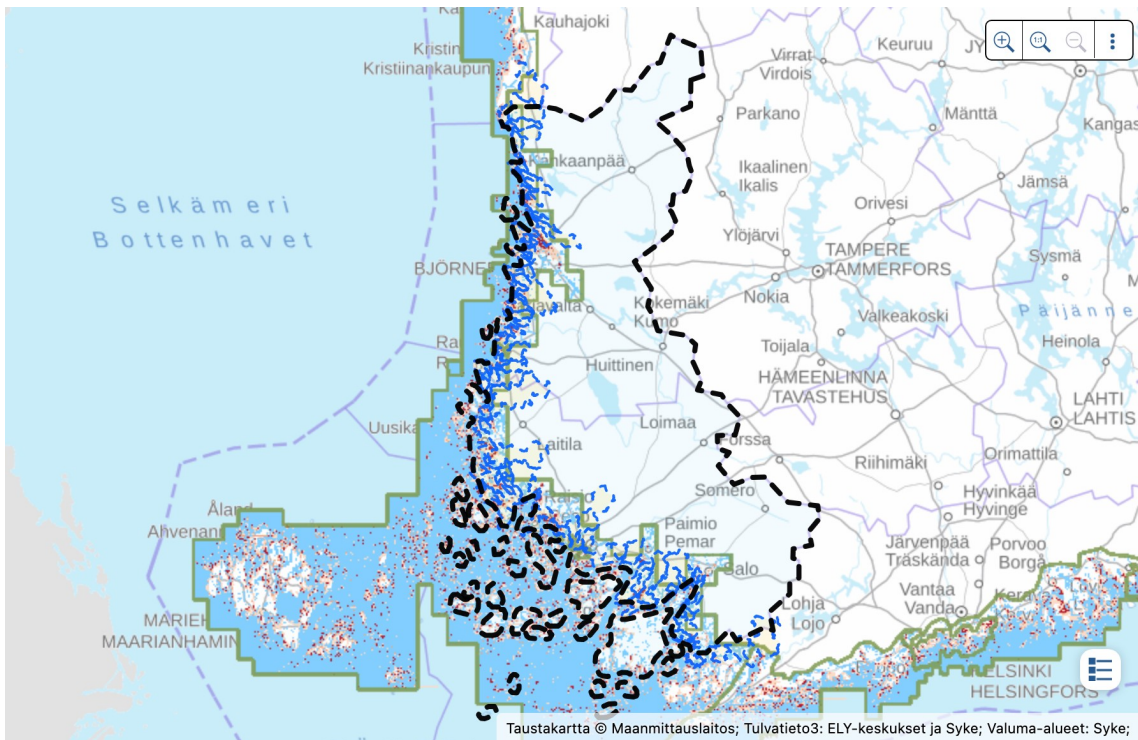 Kauhajoki
Kristiinankaupun
Virrat
Virdois
Keuruu
1:1
Parkano
Mänttä
Kangas
Kankaanpää
Ikaalinen
Ikalis
Jämsä
Selkämeri
Bottenhavet
Orivesi
Ylöjärvi
TAMPERE
TAMMERFORS
Sysmä
BJÖRNE
Nokia
Kokemäki
Kumo
Valkeakoski
Päijänne
Heinola
Toijala
Huittinen
HÄMEENLINNA
TAVASTEHUS
LAHTI
LAHTIS
Uusika
Loimaa
Laitila
Forssa
Riihimäki
Orimattila
Somero
Hyvinkää
Hyvinge
Åland
Ahvenan
Paimio
Pemar
Järvenpää
Träskända
Porvoo
Borgå
Salo
Vantaa
Vanda
Lohja
Lojo
MARIEH
MAARIANHAMIN
HELSINKI
HELSINGFORS
Taustakartta © Maanmittauslaitos; Tulvatieto3: ELY-keskukset ja Syke; Valuma-alueet: Syke;